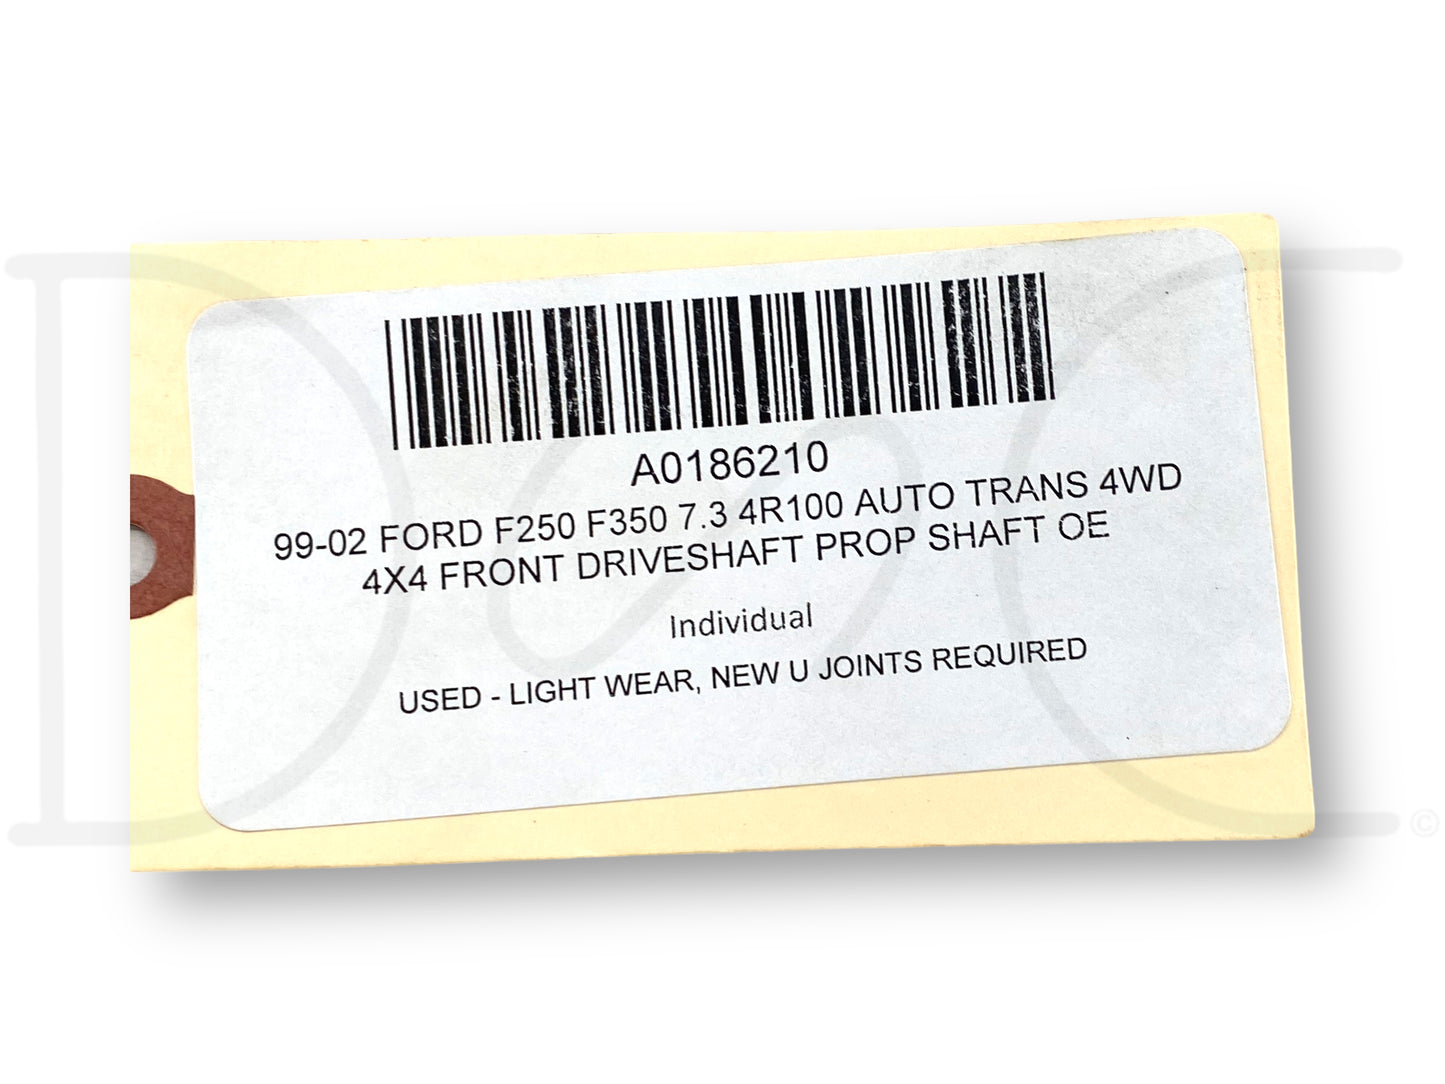 A0186210
99-02 FORD F250 F350 7.3 4R100 AUTO TRANS 4WD
4X4 FRONT DRIVESHAFT PROP SHAFT OE
Individual
USED - LIGHT WEAR, NEW U JOINTS REQUIRED
©